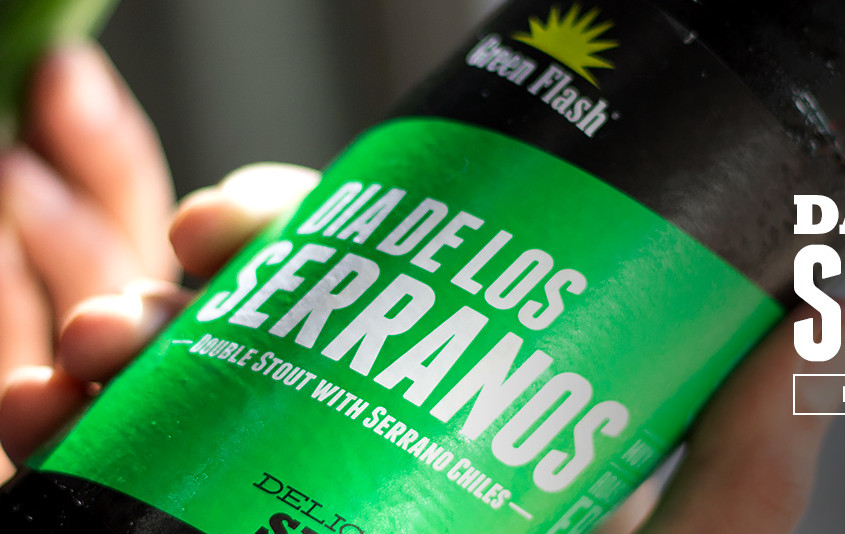 Green Flash
DIA DE LOS
SERRANOS
— DOUBLE STOUT WITH SERRANO CHILES —